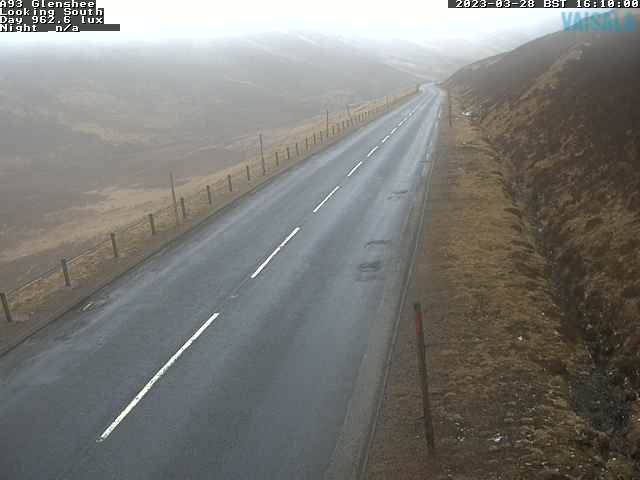 A93 Glenshee
Looking South
Day 962.6 lux
Night n/a
2023-03-28 BST 16:10:00
VAISALA